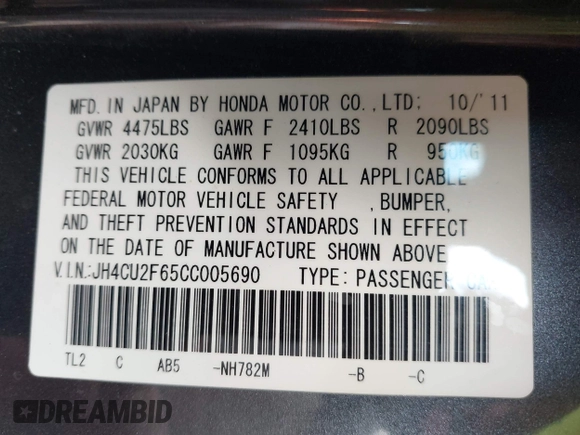 MFD. IN JAPAN BY HONDA MOTOR CO., LTD: 10/'11
GVWR 4475LBS GAWR F 2410LBS R 2090LBS
GVWR 2030KG GAWR F 1095KG R 950KG
THIS VEHICLE CONFORMS TO ALL APPLICABLE
FEDERAL MOTOR VEHICLE SAFETY , BUMPER,
AND THEFT PREVENTION STANDARDS IN EFFECT
ON THE DATE OF MANUFACTURE SHOWN ABOVE
V.I.N.:JH4CU2F65CC005690 TYPE: PASSENGER
TL2 C AB5 -NH782M -B -C
DREAMBID